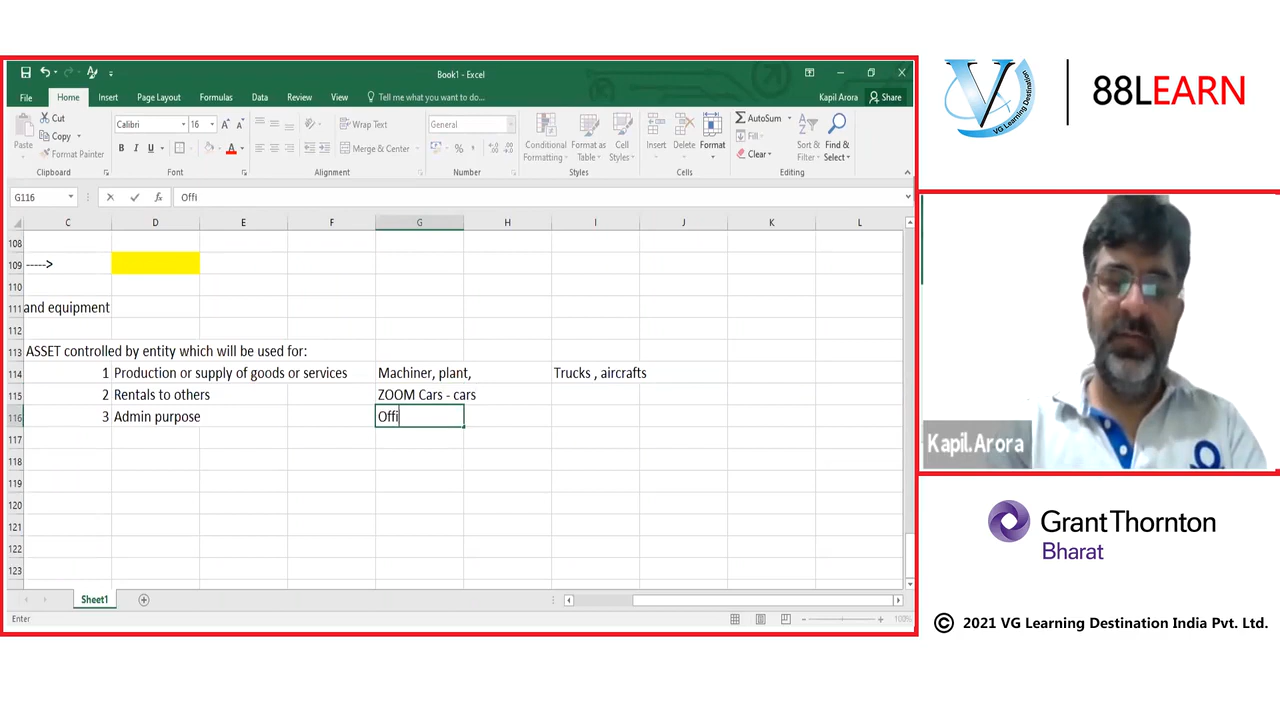 Book1 - Excel
File Home Insert Page Layout Formulas Data Review View Tell me what you want to do... Kapil Arora Share
Cut
Copy
Format Painter
Paste
Clipboard
Calibri 16
B I U
Font
Wrap Text
Merge & Center
Alignment
General
Number
Conditional Formatting
Format as Table
Cell Styles
Styles
Insert Delete Format
Cells
AutoSum
Fill
Clear
Sort & Filter
Find & Select
Editing
G116 Offi
C D E F G H I J K L
108
109 ----->
110
111 and equipment
112
113 ASSET controlled by entity which will be used for:
114 1 Production or supply of goods or services Machiner, plant, Trucks , aircrafts
115 2 Rentals to others ZOOM Cars - cars
116 3 Admin purpose Offi
117
118
119
120
121
122
123
Sheet1
Enter 100%
V
VG Learning Destination
88LEARN
Kapil.Arora
Grant Thornton
Bharat
© 2021 VG Learning Destination India Pvt. Ltd.